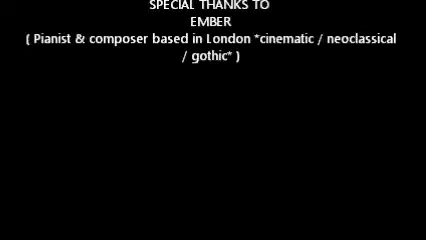 SPECIAL THANKS TO
EMBER
( Pianist & composer based in London *cinematic / neoclassical
/ gothic* )